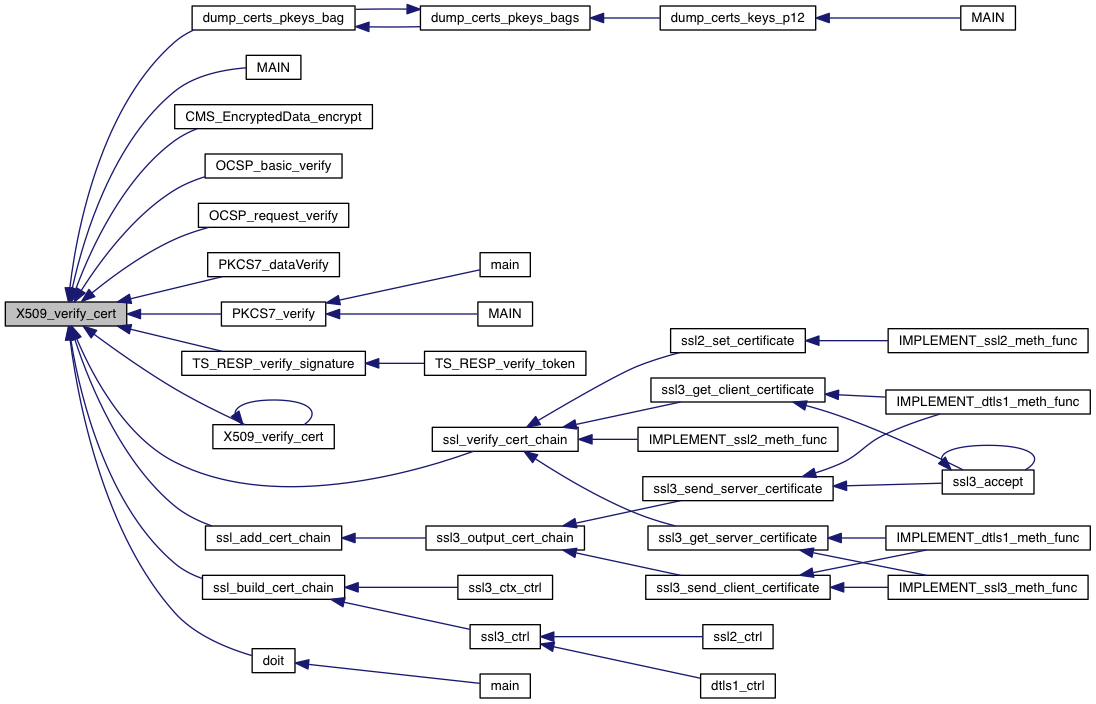 dump_certs_pkeys_bag
dump_certs_pkeys_bags
dump_certs_keys_p12
MAIN
MAIN
CMS_EncryptedData_encrypt
OCSP_basic_verify
OCSP_request_verify
PKCS7_dataVerify
main
X509_verify_cert
PKCS7_verify
MAIN
ssl2_set_certificate
IMPLEMENT_ssl2_meth_func
TS_RESP_verify_signature
TS_RESP_verify_token
ssl3_get_client_certificate
IMPLEMENT_dtls1_meth_func
X509_verify_cert
ssl_verify_cert_chain
IMPLEMENT_ssl2_meth_func
ssl3_send_server_certificate
ssl3_accept
ssl_add_cert_chain
ssl3_output_cert_chain
ssl3_get_server_certificate
IMPLEMENT_dtls1_meth_func
ssl_build_cert_chain
ssl3_ctx_ctrl
ssl3_send_client_certificate
IMPLEMENT_ssl3_meth_func
ssl3_ctrl
ssl2_ctrl
doit
main
dtls1_ctrl